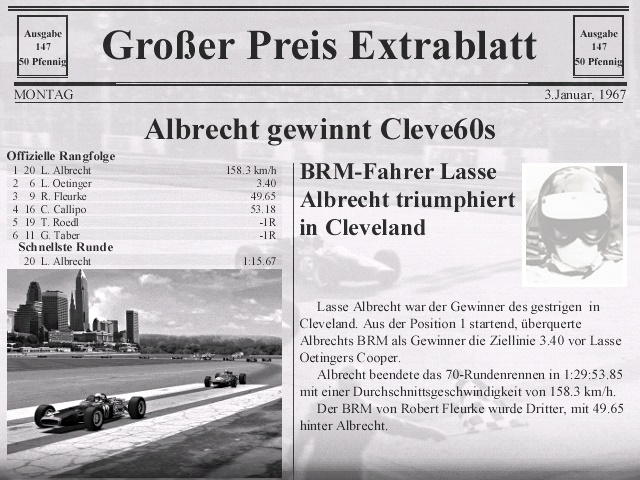 Ausgabe
147
50 Pfennig
Großer Preis Extrablatt
Ausgabe
147
50 Pfennig
MONTAG
3.Januar, 1967
Albrecht gewinnt Cleve60s
Offizielle Rangfolge
1 20 L. Albrecht 158.3 km/h
2 6 L. Oetinger 3.40
3 9 R. Fleurke 49.65
4 16 C. Callipo 53.18
5 19 T. Roedl -1R
6 11 G. Taber -1R
Schnellste Runde
20 L. Albrecht 1:15.67
BRM-Fahrer Lasse
Albrecht triumphiert
in Cleveland
Lasse Albrecht war der Gewinner des gestrigen in
Cleveland. Aus der Position 1 startend, überquerte
Albrechts BRM als Gewinner die Ziellinie 3.40 vor Lasse
Oetingers Cooper.
Albrecht beendete das 70-Rundenrennen in 1:29:53.85
mit einer Durchschnittsgeschwindigkeit von 158.3 km/h.
Der BRM von Robert Fleurke wurde Dritter, mit 49.65
hinter Albrecht.